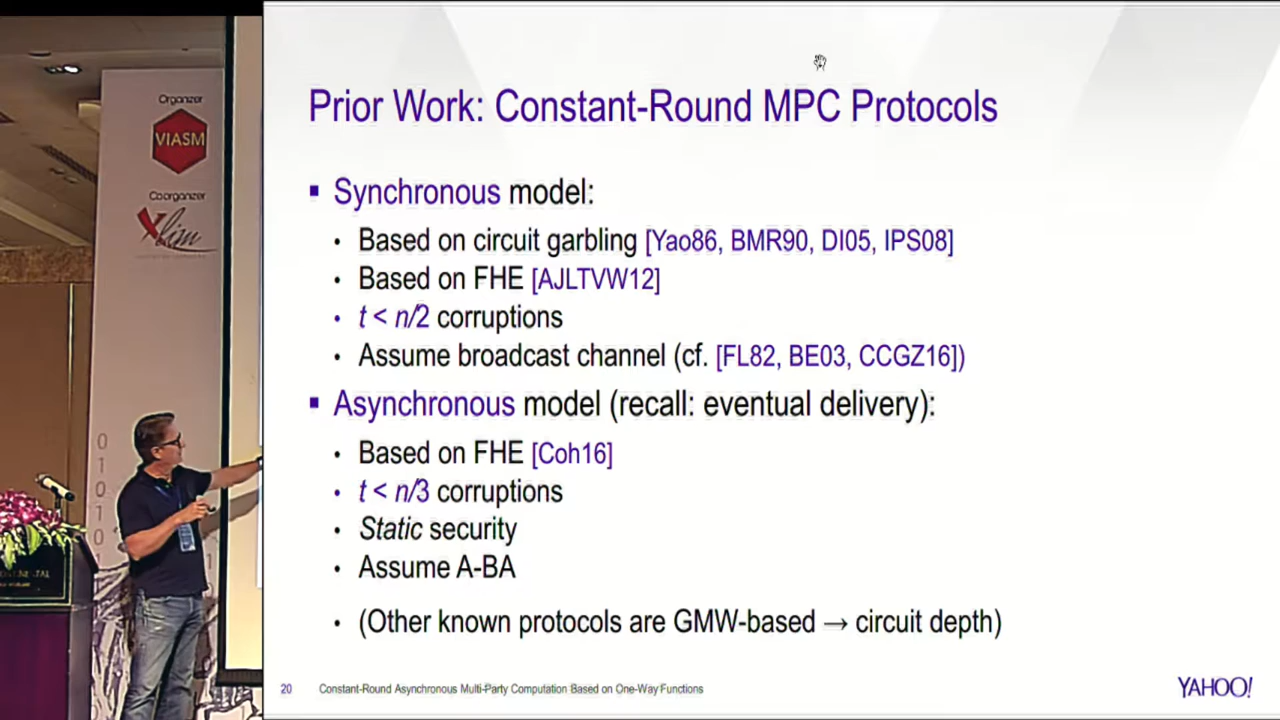 Organizer
VIASM
Coorganizer
Xlim
Prior Work: Constant-Round MPC Protocols
▪ Synchronous model:
• Based on circuit garbling [Yao86, BMR90, DI05, IPS08]
• Based on FHE [AJLTVW12]
• t < n/2 corruptions
• Assume broadcast channel (cf. [FL82, BE03, CCGZ16])
▪ Asynchronous model (recall: eventual delivery):
• Based on FHE [Coh16]
• t < n/3 corruptions
• Static security
• Assume A-BA
• (Other known protocols are GMW-based → circuit depth)
20 Constant-Round Asynchronous Multi-Party Computation Based on One-Way Functions
YAHOO!